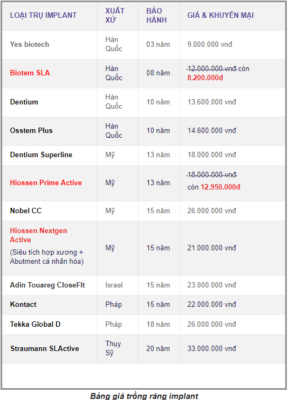 LOẠI TRỤ IMPLANT XUẤT XỨ BẢO HÀNH GIÁ & KHUYẾN MẠI
Yes biotech Hàn Quốc 03 năm 9.000.000 vnđ
Biotem SLA Hàn Quốc 08 năm 12.000.000 vnđ còn 8.200.000đ
Dentium Hàn Quốc 10 năm 13.600.000 vnđ
Osstem Plus Hàn Quốc 10 năm 14.600.000 vnđ
Dentium Superline Mỹ 13 năm 18.000.000 vnđ
Hiossen Prime Active Mỹ 13 năm 18.000.000 vnđ còn 12.950.000đ
Nobel CC Mỹ 15 năm 26.000.000 vnđ
Hiossen Nextgen Active (Siêu tích hợp xương + Abutment cá nhân hóa) Mỹ 15 năm 21.000.000 vnđ
Adin Touareg CloseFIt Israel 15 năm 23.000.000 vnđ
Kontact Pháp 15 năm 22.000.000 vnđ
Tekka Global D Pháp 18 năm 26.000.000 vnđ
Straumann SLActive Thụy Sỹ 20 năm 33.000.000 vnđ
Bảng giá trồng răng implant